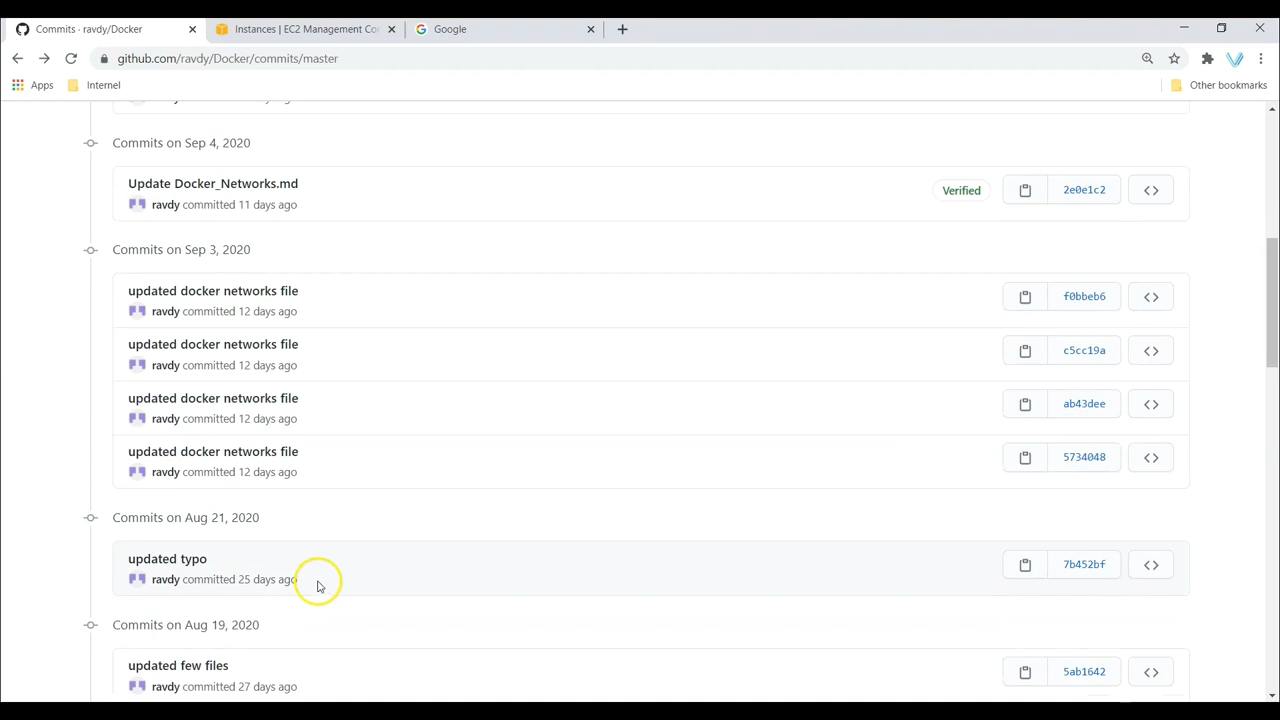 Commits · ravdy/Docker
Instances | EC2 Management Co
Google
github.com/ravdy/Docker/commits/master
Apps
Internel
Other bookmarks
Commits on Sep 4, 2020
Update Docker_Networks.md
ravdy committed 11 days ago
Verified
2e0e1c2
Commits on Sep 3, 2020
updated docker networks file
ravdy committed 12 days ago
f0bbeb6
updated docker networks file
ravdy committed 12 days ago
c5cc19a
updated docker networks file
ravdy committed 12 days ago
ab43dee
updated docker networks file
ravdy committed 12 days ago
5734048
Commits on Aug 21, 2020
updated typo
ravdy committed 25 days ago
7b452bf
Commits on Aug 19, 2020
updated few files
ravdy committed 27 days ago
5ab1642